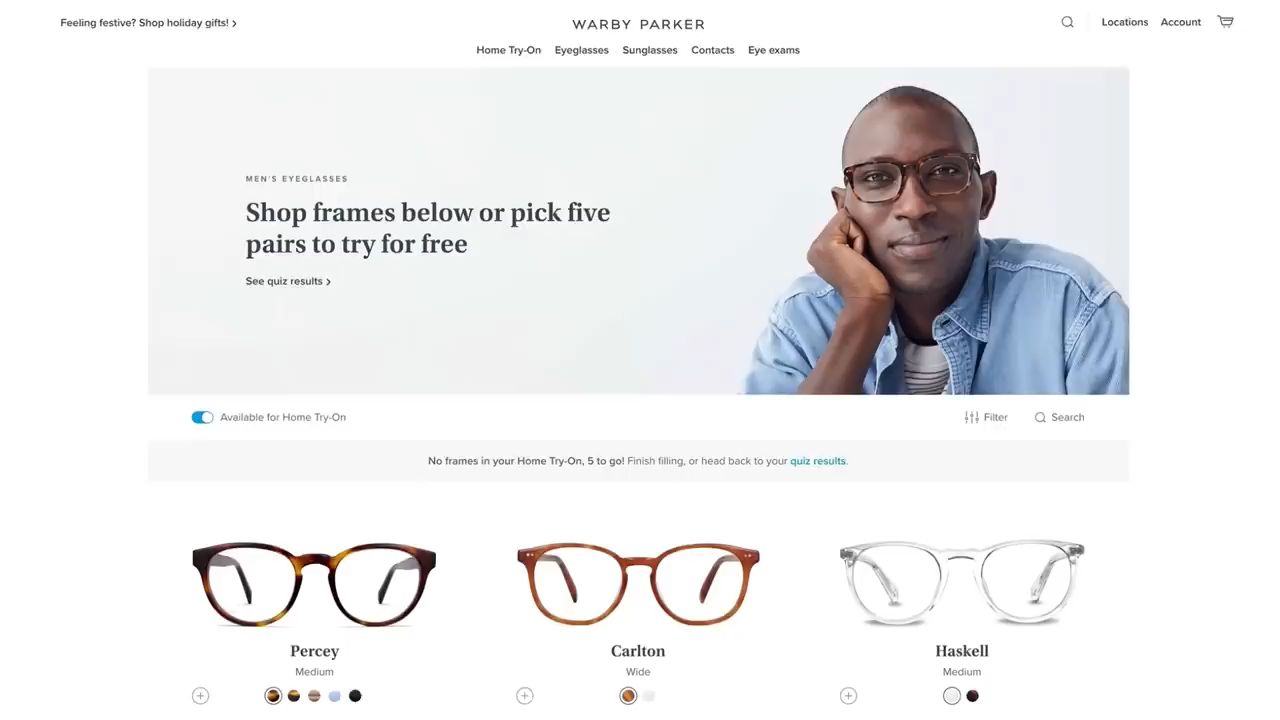 Feeling festive? Shop holiday gifts! ›
WARBY PARKER
Locations
Account
Home Try-On
Eyeglasses
Sunglasses
Contacts
Eye exams
MEN'S EYEGLASSES
Shop frames below or pick five
pairs to try for free
See quiz results ›
Available for Home Try-On
Filter
Search
No frames in your Home Try-On, 5 to go! Finish filling, or head back to your quiz results.
Percey
Medium
Carlton
Wide
Haskell
Medium